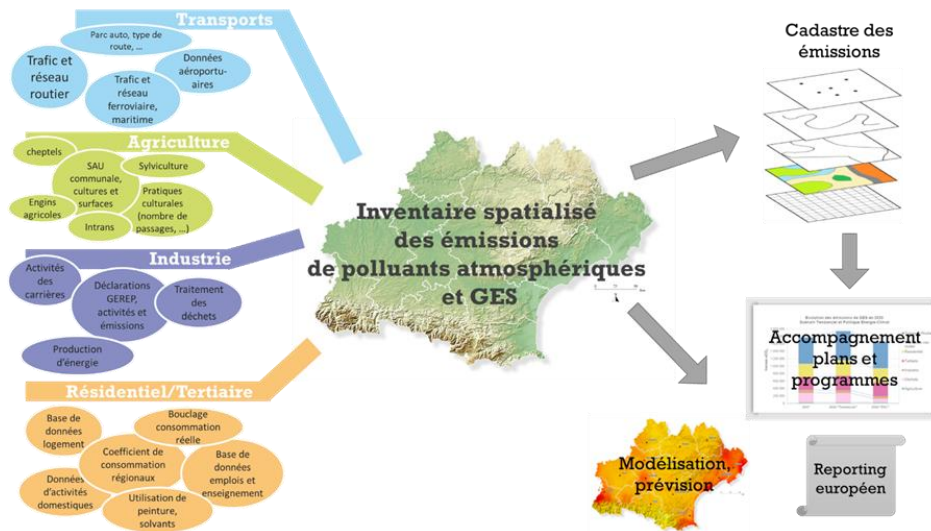 Transports
Parc auto, type de
route, ...
Trafic et
réseau
routier
Données
aéroportu-
aires
Trafic et
réseau
ferroviaire,
maritime
Agriculture
cheptels
SAU
communale,
cultures et
surfaces
Sylviculture
Engins
agricoles
Pratiques
culturales
(nombre de
passages, ...)
Intrans
Industrie
Activités
des
carrières
Déclarations
GEREP,
activités et
émissions
Traitement
des
déchets
Production
d'énergie
Résidentiel/Tertiaire
Base de
données
logement
Bouclage
consommation
réelle
Coefficient de
consommation
régionaux
Base de
données
emplois et
enseignement
Données
d'activités
domestiques
Utilisation de
peinture,
solvants
Inventaire spatialisé
des émissions
de polluants atmosphériques
et GES
Cadastre des
émissions
Accompagnement
plans et
programmes
Modélisation,
prévision
Reporting
européen